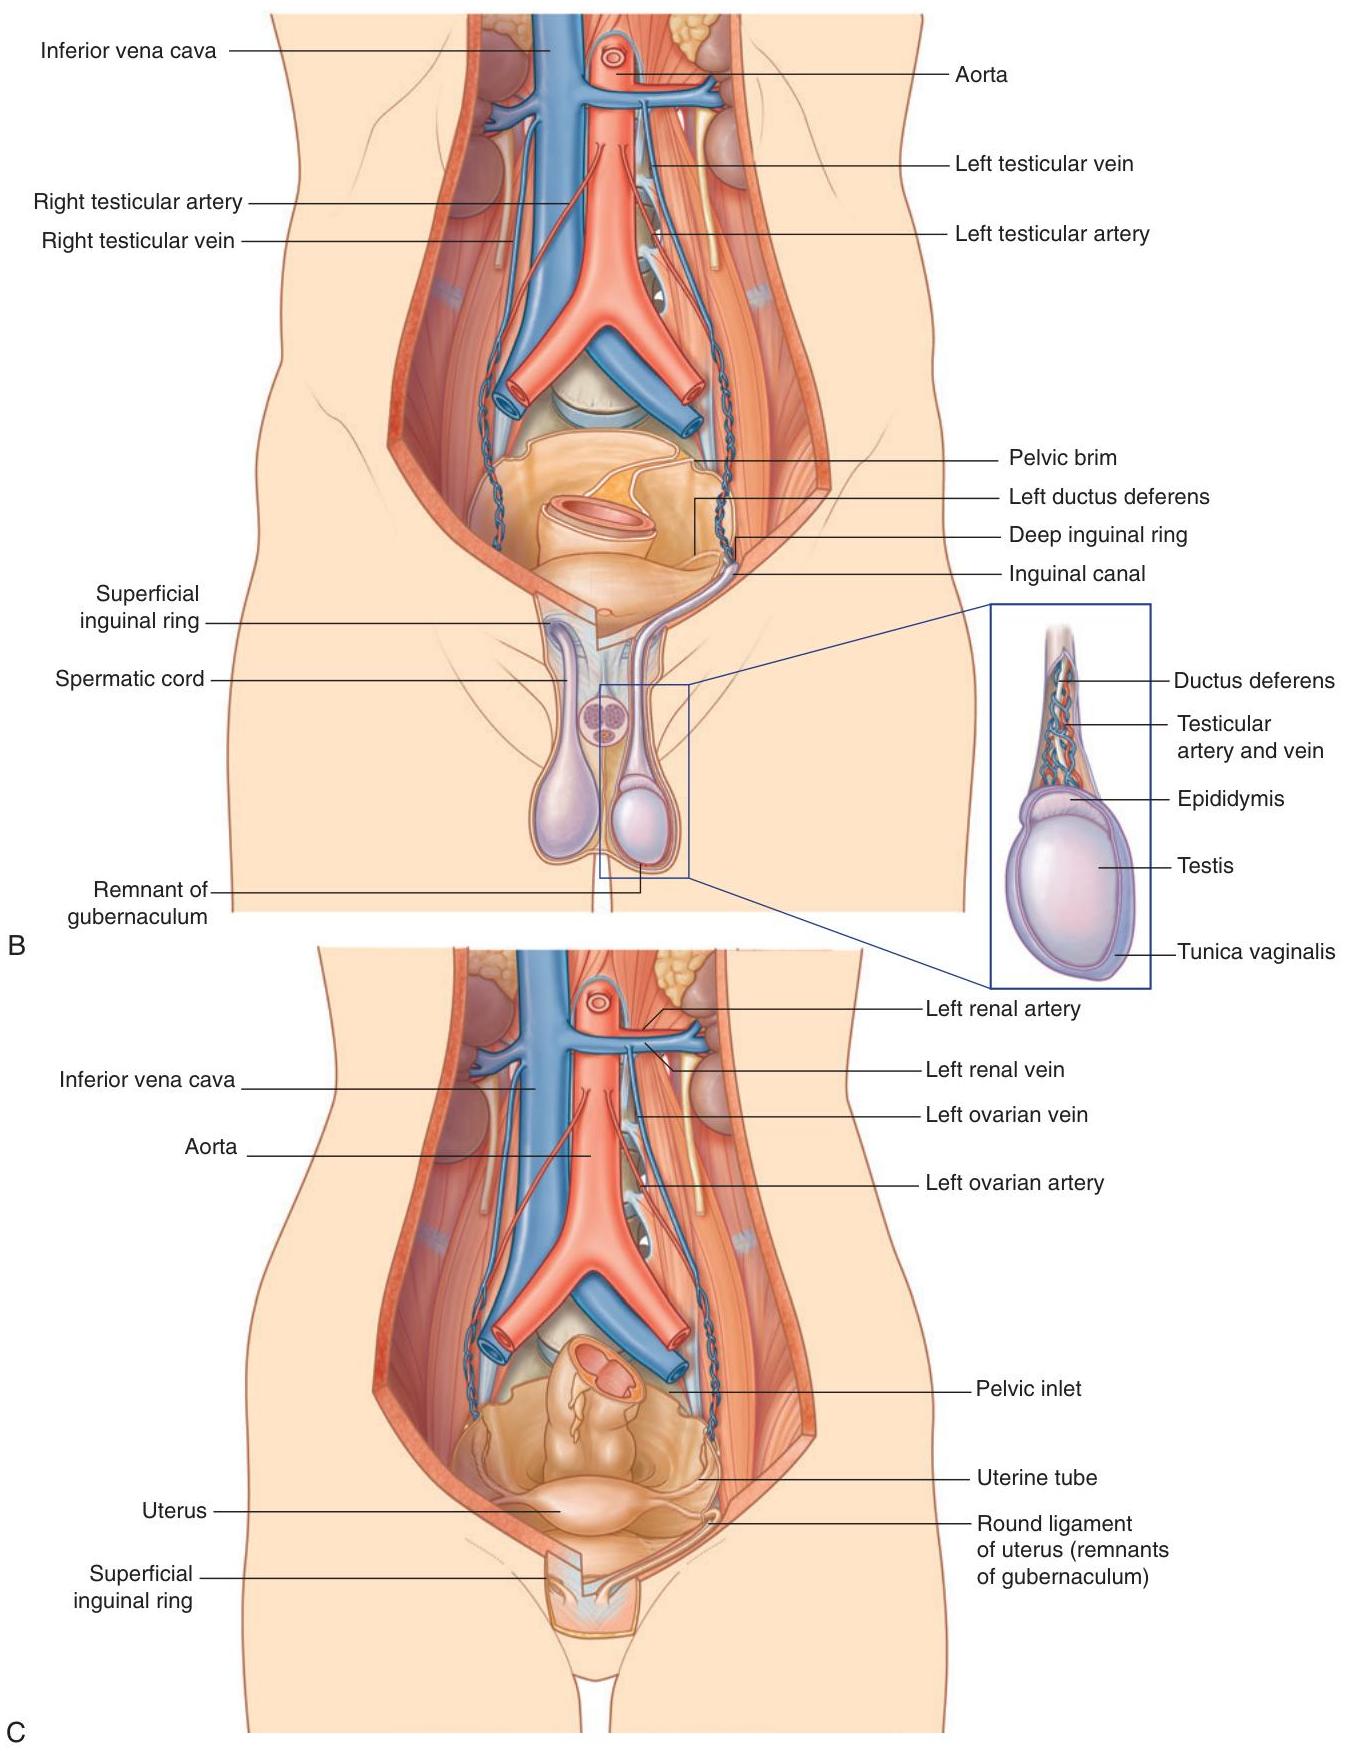 Inferior vena cava
Aorta
Left testicular vein
Right testicular artery
Left testicular artery
Right testicular vein
Pelvic brim
Left ductus deferens
Deep inguinal ring
Inguinal canal
Superficial
inguinal ring
Spermatic cord
Ductus deferens
Testicular
artery and vein
Epididymis
Testis
Remnant of
gubernaculum
Tunica vaginalis
B
Left renal artery
Inferior vena cava
Left renal vein
Left ovarian vein
Aorta
Left ovarian artery
Pelvic inlet
Uterine tube
Uterus
Round ligament
of uterus (remnants
of gubernaculum)
Superficial
inguinal ring
C